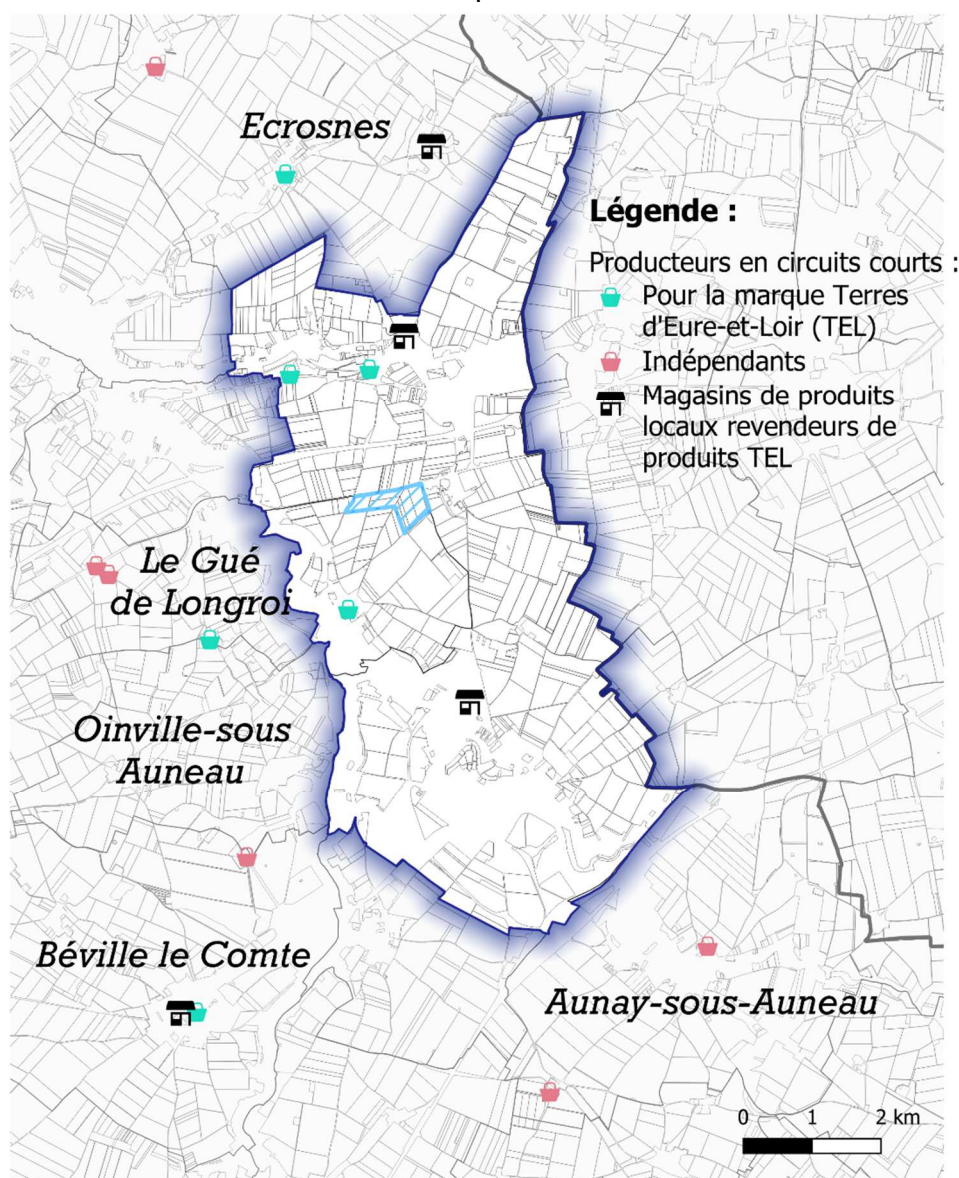 Ecrosnes
Légende :
Producteurs en circuits courts :
Pour la marque Terres
d'Eure-et-Loir (TEL)
Indépendants
Magasins de produits
locaux revendeurs de
produits TEL
Le Gué
de Longroi
Oinville-sous
Auneau
Béville le Comte
Aunay-sous-Auneau
0 1 2 km